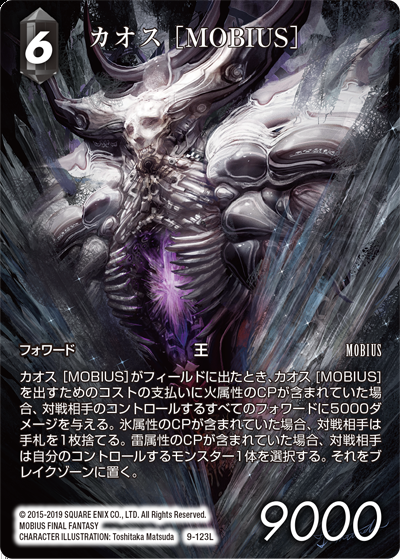 6
カオス [MOBIUS]
フォワード
王
MOBIUS
カオス [MOBIUS]がフィールドに出たとき、カオス [MOBIUS]
を出すためのコストの支払いに火属性のCPが含まれていた場
合、対戦相手のコントロールするすべてのフォワードに5000ダ
メージを与える。氷属性のCPが含まれていた場合、対戦相手は
手札を1枚捨てる。雷属性のCPが含まれていた場合、対戦相手
は自分のコントロールするモンスター1体を選択する。それをブ
レイクゾーンに置く。
© 2015-2019 SQUARE ENIX CO., LTD. All Rights Reserved.
MOBIUS FINAL FANTASY
CHARACTER ILLUSTRATION: Toshitaka Matsuda 9-123L
9000